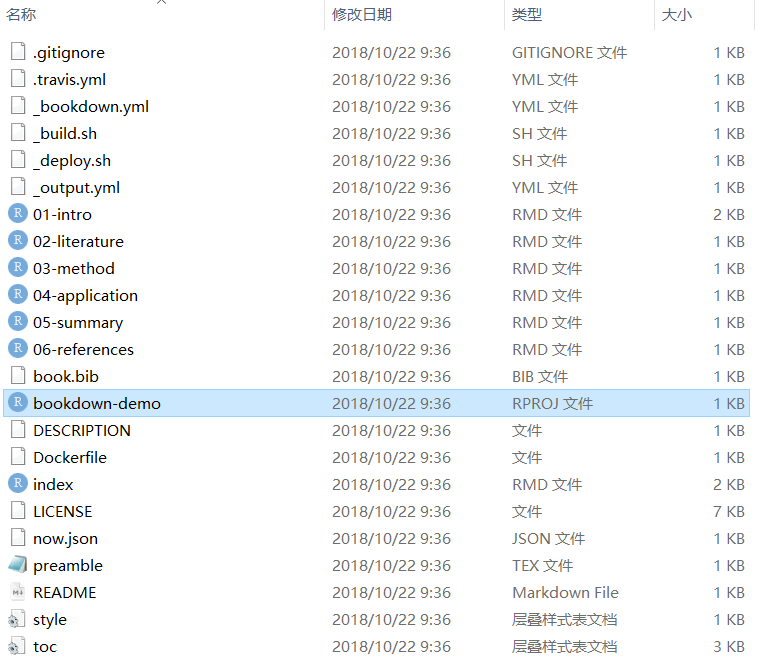 名称 修改日期 类型 大小
.gitignore 2018/10/22 9:36 GITIGNORE 文件 1 KB
.travis.yml 2018/10/22 9:36 YML 文件 1 KB
_bookdown.yml 2018/10/22 9:36 YML 文件 1 KB
_build.sh 2018/10/22 9:36 SH 文件 1 KB
_deploy.sh 2018/10/22 9:36 SH 文件 1 KB
_output.yml 2018/10/22 9:36 YML 文件 1 KB
R 01-intro 2018/10/22 9:36 RMD 文件 2 KB
R 02-literature 2018/10/22 9:36 RMD 文件 1 KB
R 03-method 2018/10/22 9:36 RMD 文件 1 KB
R 04-application 2018/10/22 9:36 RMD 文件 1 KB
R 05-summary 2018/10/22 9:36 RMD 文件 1 KB
R 06-references 2018/10/22 9:36 RMD 文件 1 KB
book.bib 2018/10/22 9:36 BIB 文件 1 KB
R bookdown-demo 2018/10/22 9:36 RPROJ 文件 1 KB
DESCRIPTION 2018/10/22 9:36 文件 1 KB
Dockerfile 2018/10/22 9:36 文件 1 KB
R index 2018/10/22 9:36 RMD 文件 2 KB
LICENSE 2018/10/22 9:36 文件 7 KB
now.json 2018/10/22 9:36 JSON 文件 1 KB
preamble 2018/10/22 9:36 TEX 文件 1 KB
M↓ README 2018/10/22 9:36 Markdown File 1 KB
style 2018/10/22 9:36 层叠样式表文档 1 KB
toc 2018/10/22 9:36 层叠样式表文档 3 KB